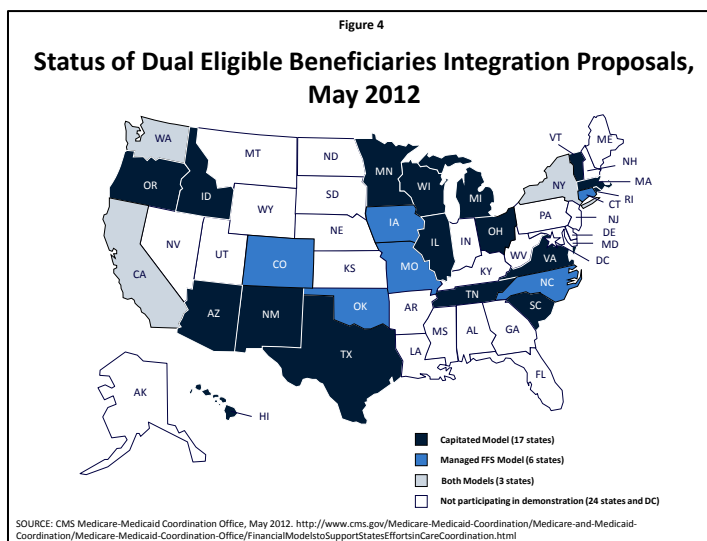 Figure 4
Status of Dual Eligible Beneficiaries Integration Proposals,
May 2012
WA
MT
ND
MN
VT
ME
NH
OR
ID
SD
WI
MI
NY
MA
RI
CT
WY
IA
PA
NJ
NE
DE
MD
NV
UT
IL
IN
OH
WV
DC
CA
CO
KS
MO
KY
VA
NC
TN
AZ
NM
OK
AR
SC
MS
AL
GA
TX
LA
FL
AK
HI
Capitated Model (17 states)
Managed FFS Model (6 states)
Both Models (3 states)
Not participating in demonstration (24 states and DC)
SOURCE: CMS Medicare-Medicaid Coordination Office, May 2012. http://www.cms.gov/Medicare-Medicaid-Coordination/Medicare-and-Medicaid-
Coordination/Medicare-Medicaid-Coordination-Office/FinancialModelstoSupportStatesEffortsinCareCoordination.html